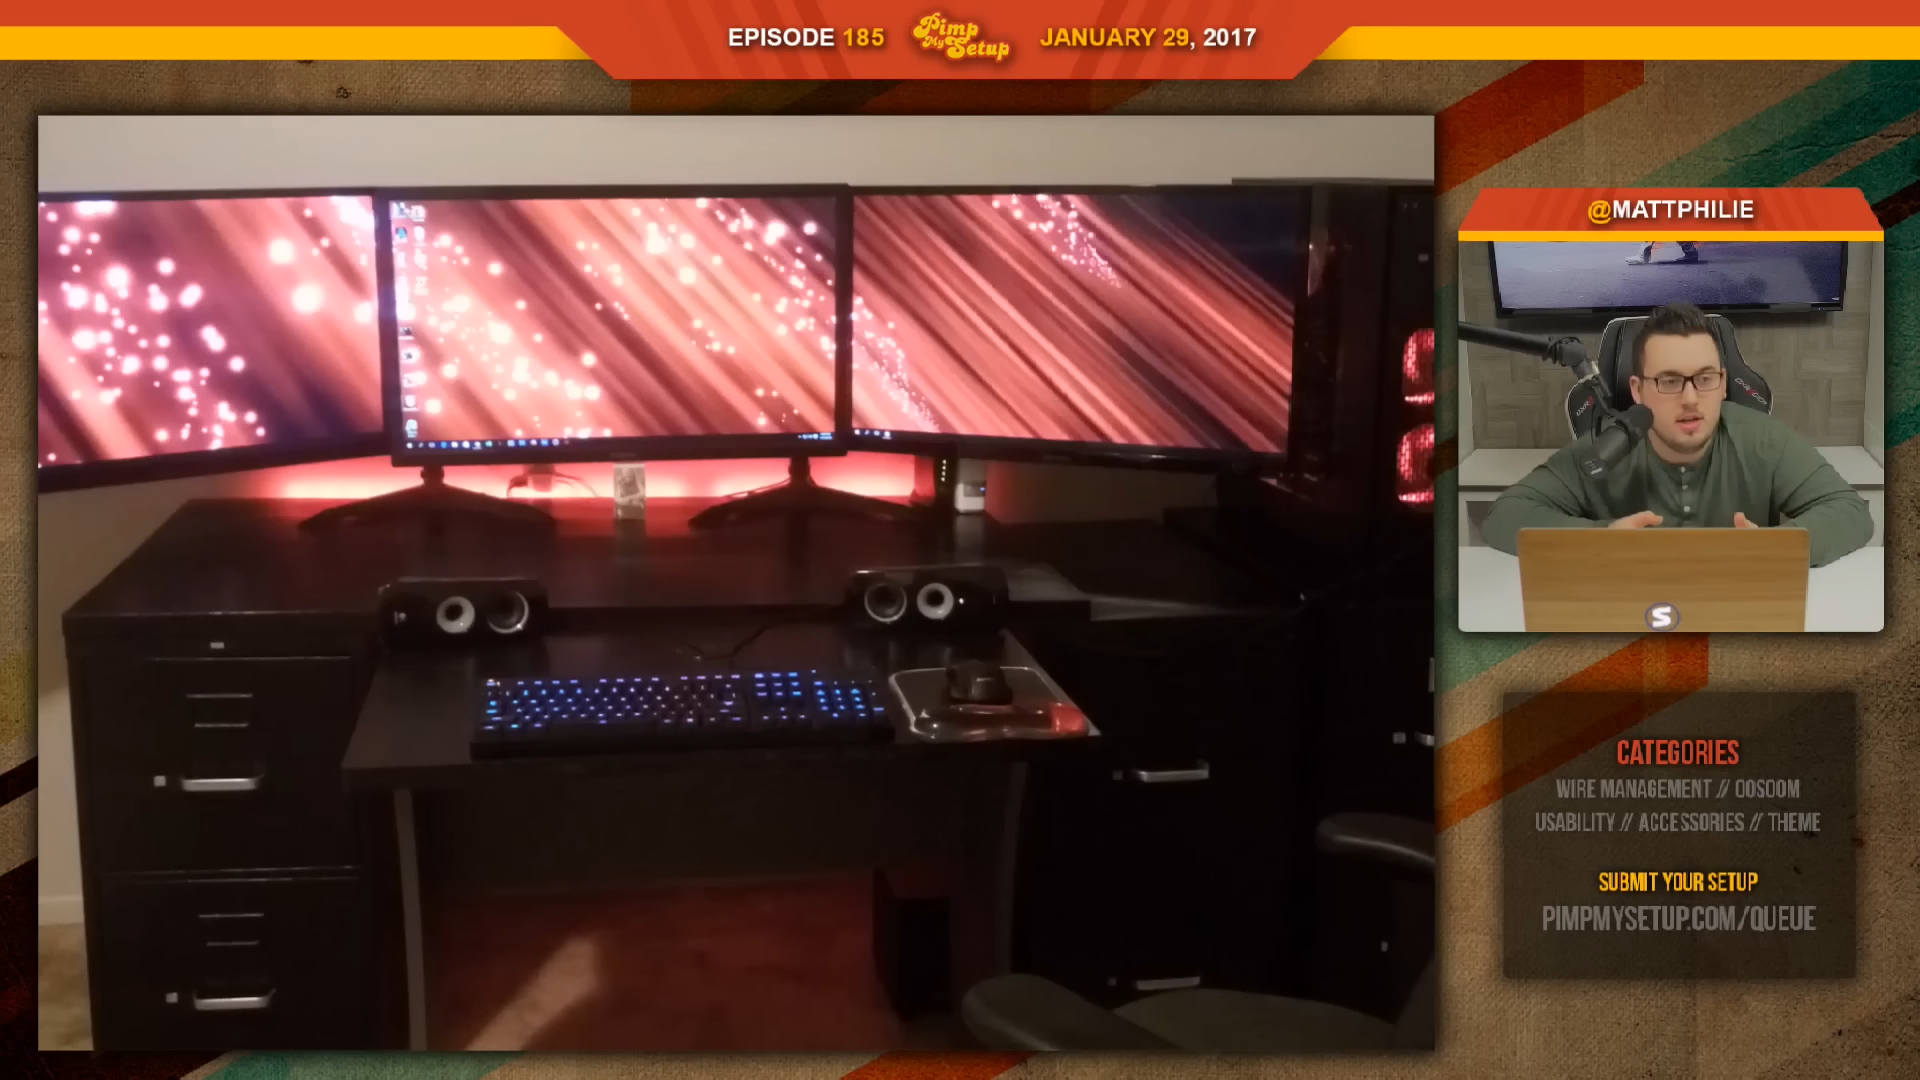 EPISODE 185
Pimp
My Setup
JANUARY 29, 2017
@MATTPHILIE
CATEGORIES
WIRE MANAGEMENT // OOSOOM
USABILITY // ACCESSORIES // THEME
SUBMIT YOUR SETUP
PIMPMYSETUP.COM/QUEUE
S